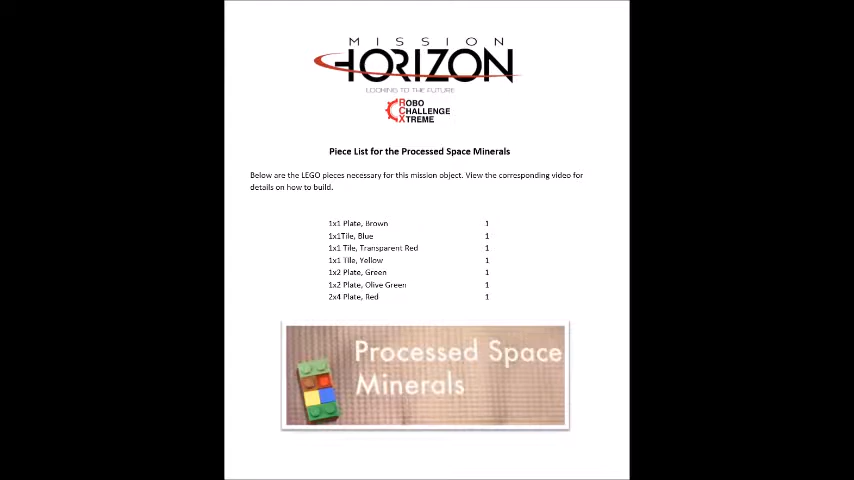 MISSION
HORIZON
LOOKING TO THE FUTURE
ROBO
CHALLENGE
XTREME
Piece List for the Processed Space Minerals
Below are the LEGO pieces necessary for this mission object. View the corresponding video for
details on how to build.
1x1 Plate, Brown 1
1x1Tile, Blue 1
1x1 Tile, Transparent Red 1
1x1 Tile, Yellow 1
1x2 Plate, Green 1
1x2 Plate, Olive Green 1
2x4 Plate, Red 1
Processed Space
Minerals